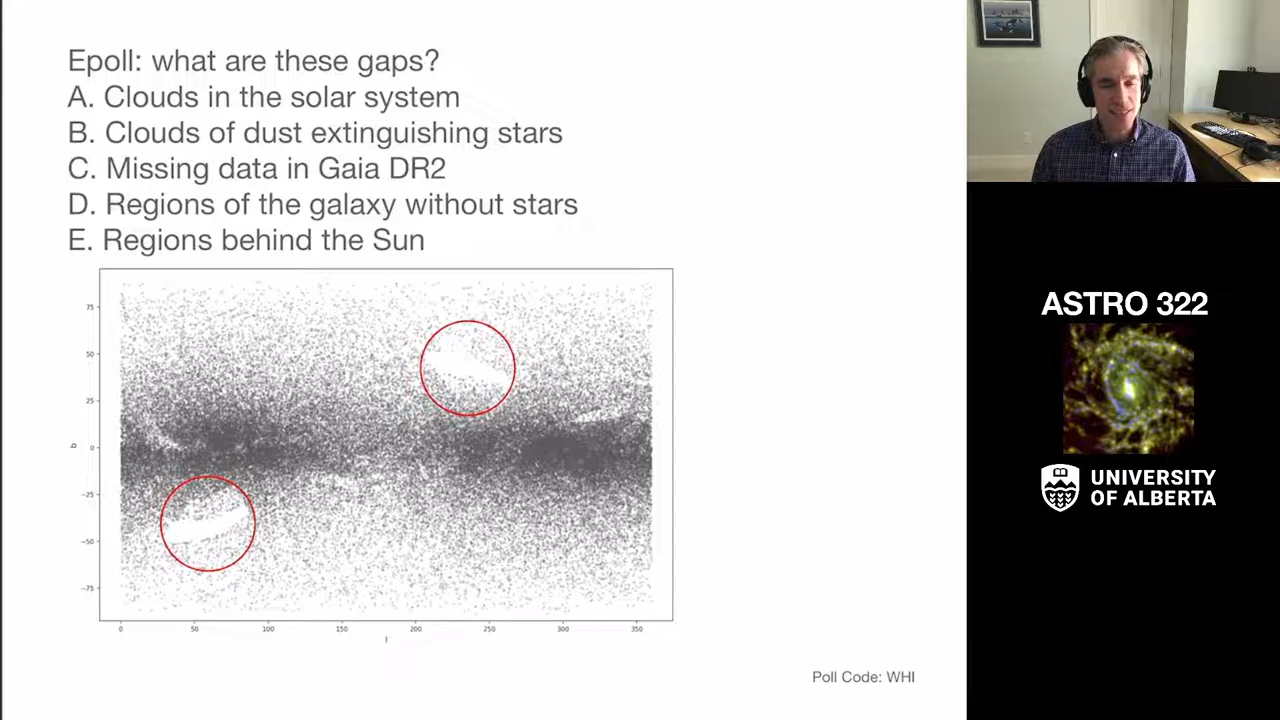 Epoll: what are these gaps?
A. Clouds in the solar system
B. Clouds of dust extinguishing stars
C. Missing data in Gaia DR2
D. Regions of the galaxy without stars
E. Regions behind the Sun
75
50
25
0
−25
−50
−75
b
0 50 100 150 200 250 300 350
l
Poll Code: WHI
ASTRO 322
UNIVERSITY
OF ALBERTA